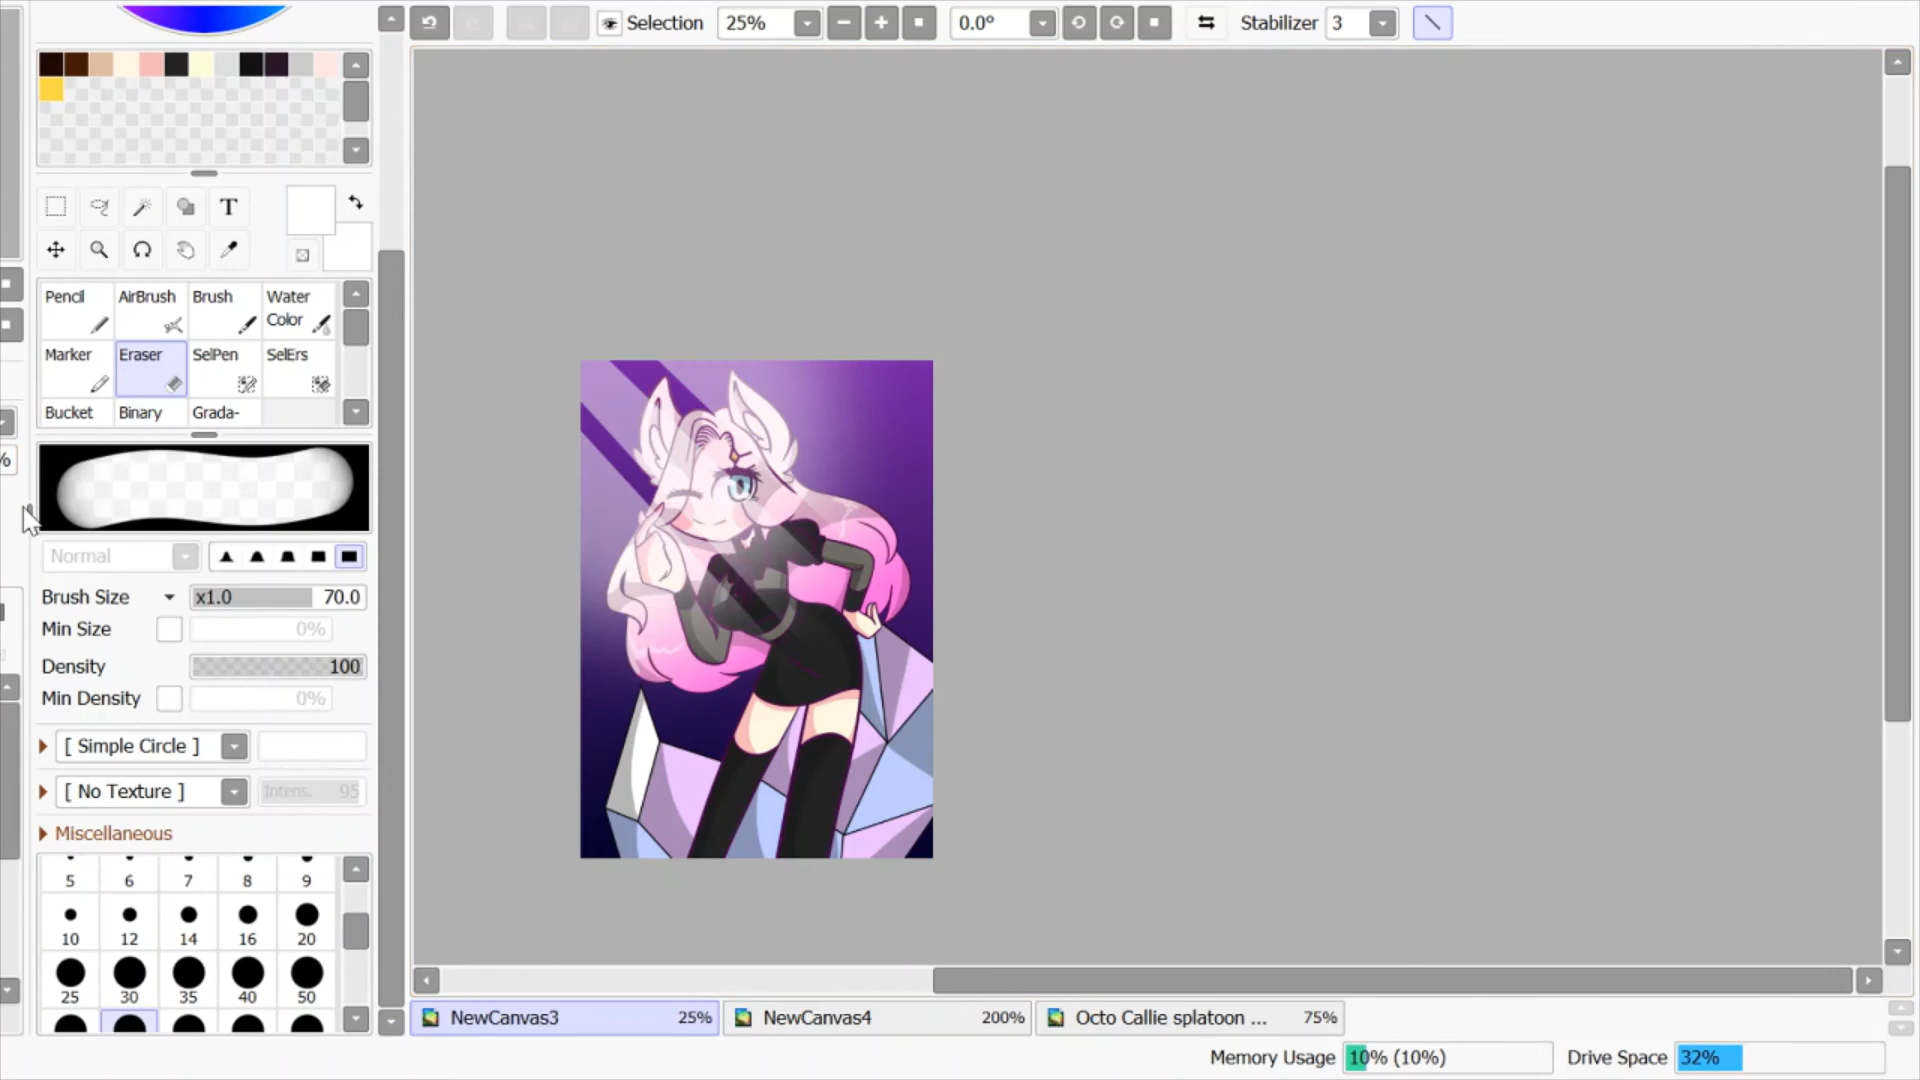 Selection 25% 0.0° Stabilizer 3
T
Pencil AirBrush Brush Water Color
Marker Eraser SelPen SelErs
Bucket Binary Grada-
%
Normal
Brush Size x1.0 70.0
Min Size 0%
Density 100
Min Density 0%
[ Simple Circle ]
[ No Texture ] Intens. 95
Miscellaneous
5 6 7 8 9
10 12 14 16 20
25 30 35 40 50
NewCanvas3 25% NewCanvas4 200% Octo Callie splatoon ... 75%
Memory Usage 10% (10%) Drive Space 32%